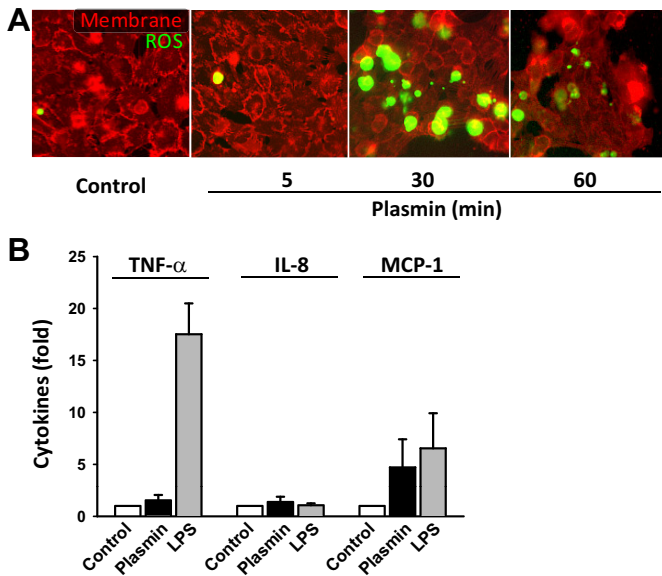 A
Membrane
ROS
Control
5 30 60
Plasmin (min)
B
TNF-α IL-8 MCP-1
Cytokines (fold)
25
20
15
10
5
0
Control Plasmin LPS Control Plasmin LPS Control Plasmin LPS